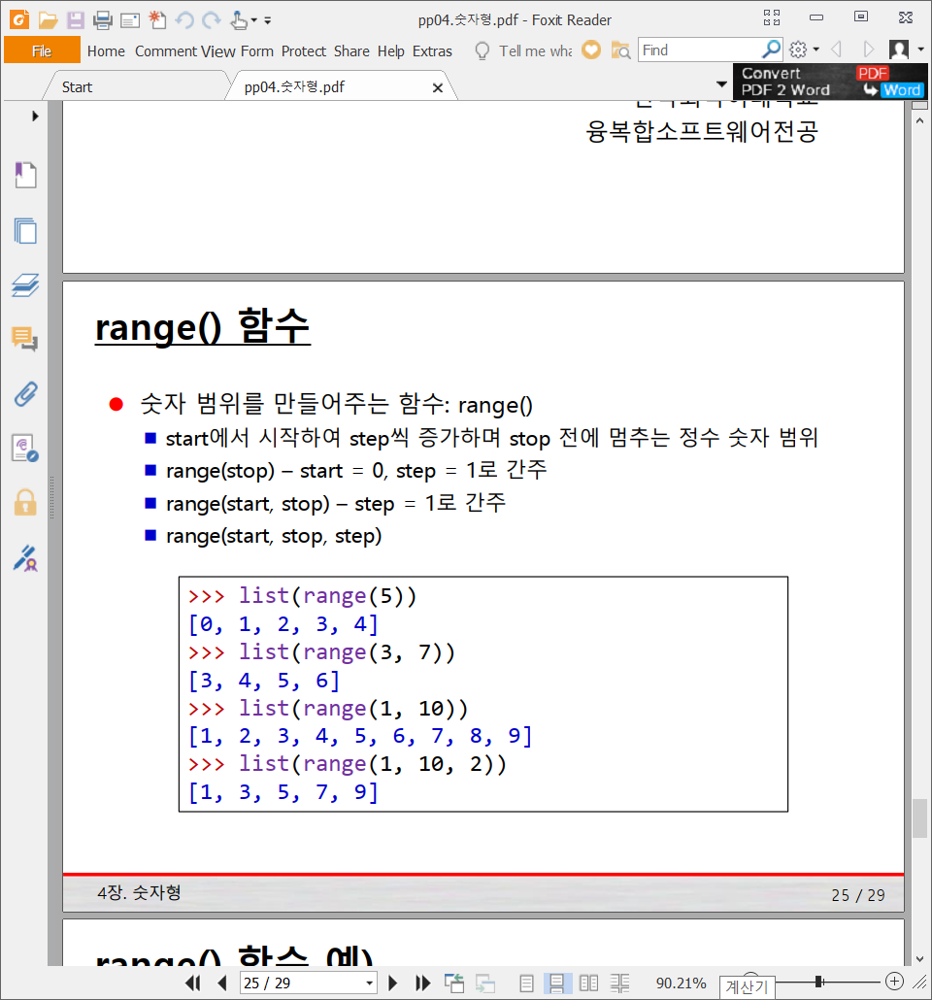 pp04.숫자형.pdf - Foxit Reader
File Home Comment View Form Protect Share Help Extras Tell me Find
Start pp04.숫자형.pdf
Convert PDF
PDF 2 Word Word
융복합소프트웨어전공
range() 함수
숫자 범위를 만들어주는 함수: range()
start에서 시작하여 step씩 증가하며 stop 전에 멈추는 정수 숫자 범위
range(stop) – start = 0, step = 1로 간주
range(start, stop) – step = 1로 간주
range(start, stop, step)
>>> list(range(5))
[0, 1, 2, 3, 4]
>>> list(range(3, 7))
[3, 4, 5, 6]
>>> list(range(1, 10))
[1, 2, 3, 4, 5, 6, 7, 8, 9]
>>> list(range(1, 10, 2))
[1, 3, 5, 7, 9]
4장. 숫자형 25 / 29
range() 함수 예)
25 / 29 90.21% 계산기